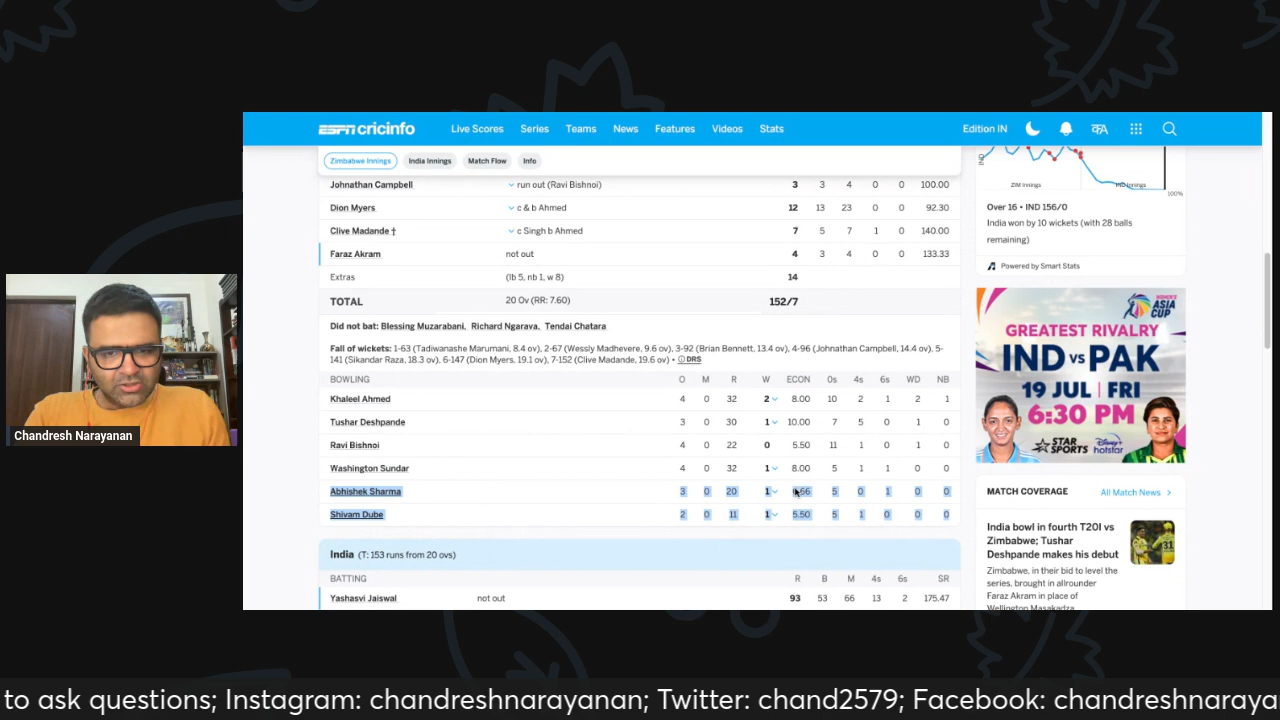 ESPN cricinfo Live Scores Series Teams News Features Videos Stats Edition IN
Zimbabwe Innings India Innings Match Flow Info
Johnathan Campbell run out (Ravi Bishnoi) 3 3 4 0 0 100.00
Dion Myers c & b Ahmed 12 13 23 0 0 92.30
Clive Madande † c Singh b Ahmed 7 5 7 1 0 140.00
Faraz Akram not out 4 3 4 0 0 133.33
Extras (lb 5, nb 1, w 8) 14
TOTAL 20 Ov (RR: 7.60) 152/7
Did not bat: Blessing Muzarabani, Richard Ngarava, Tendai Chatara
Fall of wickets: 1-63 (Tadiwanashe Marumani, 8.4 ov), 2-67 (Wessly Madhevere, 9.6 ov), 3-92 (Brian Bennett, 13.4 ov), 4-96 (Johnathan Campbell, 14.4 ov), 5-
141 (Sikandar Raza, 18.3 ov), 6-147 (Dion Myers, 19.1 ov), 7-152 (Clive Madande, 19.6 ov) • DRS
BOWLING O M R W ECON 0s 4s 6s WD NB
Khaleel Ahmed 4 0 32 2 8.00 10 2 1 2 1
Tushar Deshpande 3 0 30 1 10.00 7 5 0 1 0
Ravi Bishnoi 4 0 22 0 5.50 11 1 0 1 0
Washington Sundar 4 0 32 1 8.00 5 1 1 0 0
Abhishek Sharma 3 0 20 1 .66 5 0 1 0 0
Shivam Dube 2 0 11 1 5.50 5 1 0 0 0
India (T: 153 runs from 20 ovs)
BATTING R B M 4s 6s SR
Yashasvi Jaiswal not out 93 53 66 13 2 175.47
IND
ZIM Innings IND Innings
100%
Over 16 • IND 156/0
India won by 10 wickets (with 28 balls
remaining)
Powered by Smart Stats
WOMEN'S
ASIA
CUP
GREATEST RIVALRY
IND vs PAK
19 JUL | FRI
6:30 PM
STAR SPORTS Disney+ hotstar
MATCH COVERAGE All Match News >
India bowl in fourth T20I vs
Zimbabwe; Tushar
Deshpande makes his debut
Zimbabwe, in their bid to level the
series, brought in allrounder
Faraz Akram in place of
Wellington Masakadza
31
Chandresh Narayanan
to ask questions; Instagram: chandreshnarayanan; Twitter: chand2579; Facebook: chandreshnaraya